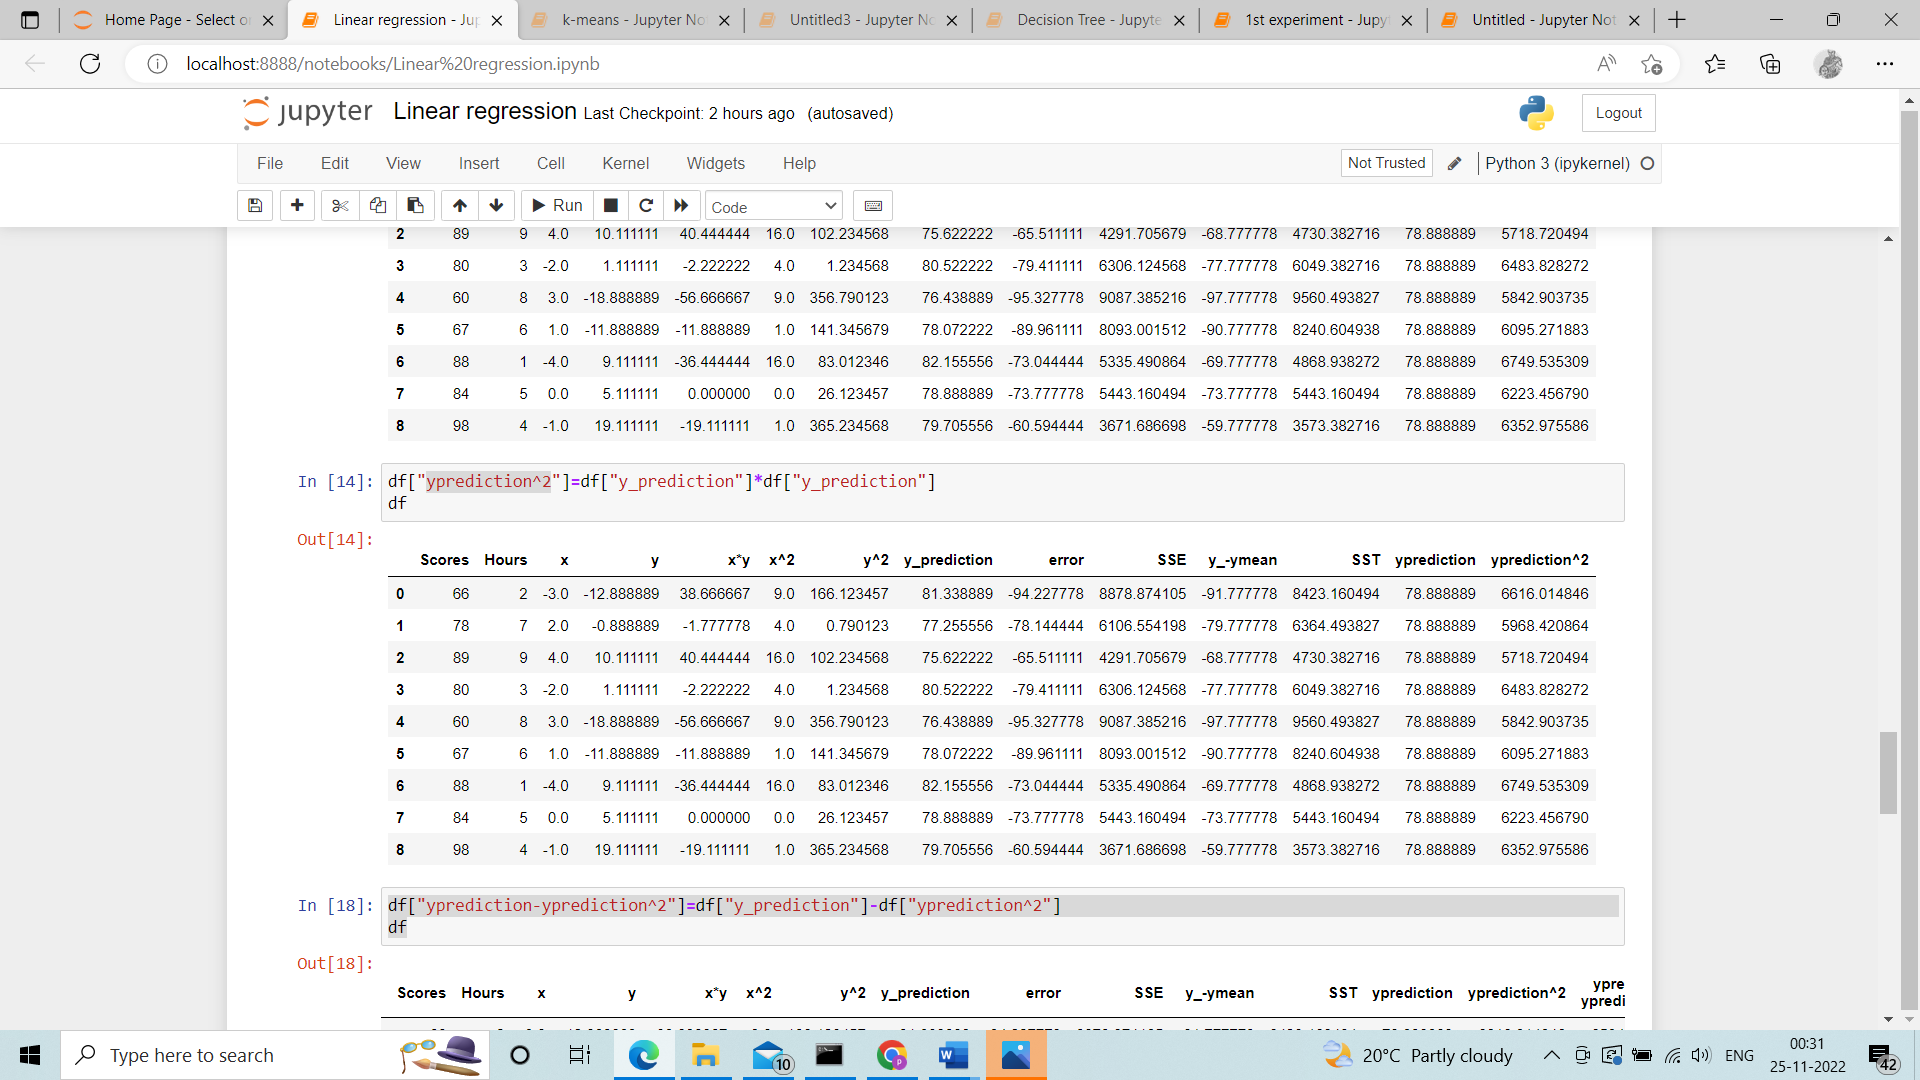 Home Page - Select o
Linear regression - Ju
k-means - Jupyter No
Untitled3 - Jupyter No
Decision Tree - Jupyte
1st experiment - Jupy
Untitled - Jupyter Not
localhost:8888/notebooks/Linear%20regression.ipynb
jupyter Linear regression Last Checkpoint: 2 hours ago (autosaved)
Logout
File Edit View Insert Cell Kernel Widgets Help
Not Trusted Python 3 (ipykernel)
Run Code
2 89 9 4.0 10.111111 40.444444 16.0 102.234568 75.622222 -65.511111 4291.705679 -68.777778 4730.382716 78.888889 5718.720494
3 80 3 -2.0 1.111111 -2.222222 4.0 1.234568 80.522222 -79.411111 6306.124568 -77.777778 6049.382716 78.888889 6483.828272
4 60 8 3.0 -18.888889 -56.666667 9.0 356.790123 76.438889 -95.327778 9087.385216 -97.777778 9560.493827 78.888889 5842.903735
5 67 6 1.0 -11.888889 -11.888889 1.0 141.345679 78.072222 -89.961111 8093.001512 -90.777778 8240.604938 78.888889 6095.271883
6 88 1 -4.0 9.111111 -36.444444 16.0 83.012346 82.155556 -73.044444 5335.490864 -69.777778 4868.938272 78.888889 6749.535309
7 84 5 0.0 5.111111 0.000000 0.0 26.123457 78.888889 -73.777778 5443.160494 -73.777778 5443.160494 78.888889 6223.456790
8 98 4 -1.0 19.111111 -19.111111 1.0 365.234568 79.705556 -60.594444 3671.686698 -59.777778 3573.382716 78.888889 6352.975586
In [14]: df["yprediction^2"]=df["y_prediction"]*df["y_prediction"]
df
Out[14]:
Scores Hours x y x*y x^2 y^2 y_prediction error SSE y_-ymean SST yprediction yprediction^2
0 66 2 -3.0 -12.888889 38.666667 9.0 166.123457 81.338889 -94.227778 8878.874105 -91.777778 8423.160494 78.888889 6616.014846
1 78 7 2.0 -0.888889 -1.777778 4.0 0.790123 77.255556 -78.144444 6106.554198 -79.777778 6364.493827 78.888889 5968.420864
2 89 9 4.0 10.111111 40.444444 16.0 102.234568 75.622222 -65.511111 4291.705679 -68.777778 4730.382716 78.888889 5718.720494
3 80 3 -2.0 1.111111 -2.222222 4.0 1.234568 80.522222 -79.411111 6306.124568 -77.777778 6049.382716 78.888889 6483.828272
4 60 8 3.0 -18.888889 -56.666667 9.0 356.790123 76.438889 -95.327778 9087.385216 -97.777778 9560.493827 78.888889 5842.903735
5 67 6 1.0 -11.888889 -11.888889 1.0 141.345679 78.072222 -89.961111 8093.001512 -90.777778 8240.604938 78.888889 6095.271883
6 88 1 -4.0 9.111111 -36.444444 16.0 83.012346 82.155556 -73.044444 5335.490864 -69.777778 4868.938272 78.888889 6749.535309
7 84 5 0.0 5.111111 0.000000 0.0 26.123457 78.888889 -73.777778 5443.160494 -73.777778 5443.160494 78.888889 6223.456790
8 98 4 -1.0 19.111111 -19.111111 1.0 365.234568 79.705556 -60.594444 3671.686698 -59.777778 3573.382716 78.888889 6352.975586
In [18]: df["yprediction-yprediction^2"]=df["y_prediction"]-df["yprediction^2"]
df
Out[18]:
Scores Hours x y x*y x^2 y^2 y_prediction error SSE y_-ymean SST yprediction yprediction^2 ypre
ypredi
Type here to search
10
20°C Partly cloudy
ENG
00:31
25-11-2022
42